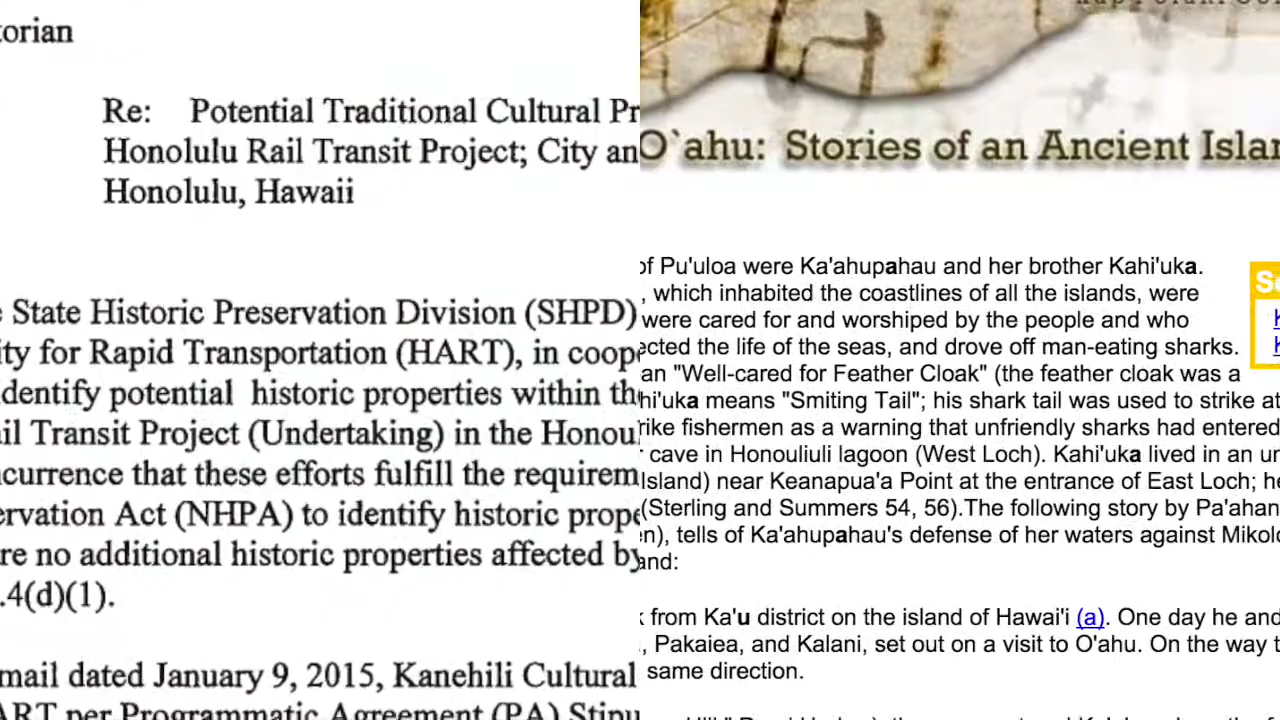 torian
Re: Potential Traditional Cultural Pr
Honolulu Rail Transit Project; City an
Honolulu, Hawaii
State Historic Preservation Division (SHPD)
ity for Rapid Transportation (HART), in coope
identify potential historic properties within th
il Transit Project (Undertaking) in the Honou
currence that these efforts fulfill the requirem
ervation Act (NHPA) to identify historic prope
re no additional historic properties affected by
.4(d)(1).
mail dated January 9, 2015, Kanehili Cultural
ART per Programmatic Agreement (PA) Stipu
O`ahu: Stories of an Ancient Islan
of Pu'uloa were Ka'ahupahau and her brother Kahi'uka.
, which inhabited the coastlines of all the islands, were
were cared for and worshiped by the people and who
ected the life of the seas, and drove off man-eating sharks.
an "Well-cared for Feather Cloak" (the feather cloak was a
hi'uka means "Smiting Tail"; his shark tail was used to strike at
rike fishermen as a warning that unfriendly sharks had entered
cave in Honouliuli lagoon (West Loch). Kahi'uka lived in an un
Island) near Keanapua'a Point at the entrance of East Loch; he
(Sterling and Summers 54, 56).The following story by Pa'ahan
en), tells of Ka'ahupahau's defense of her waters against Mikolo
and:
from Ka'u district on the island of Hawai'i (a). One day he and
, Pakaiea, and Kalani, set out on a visit to O'ahu. On the way t
same direction.